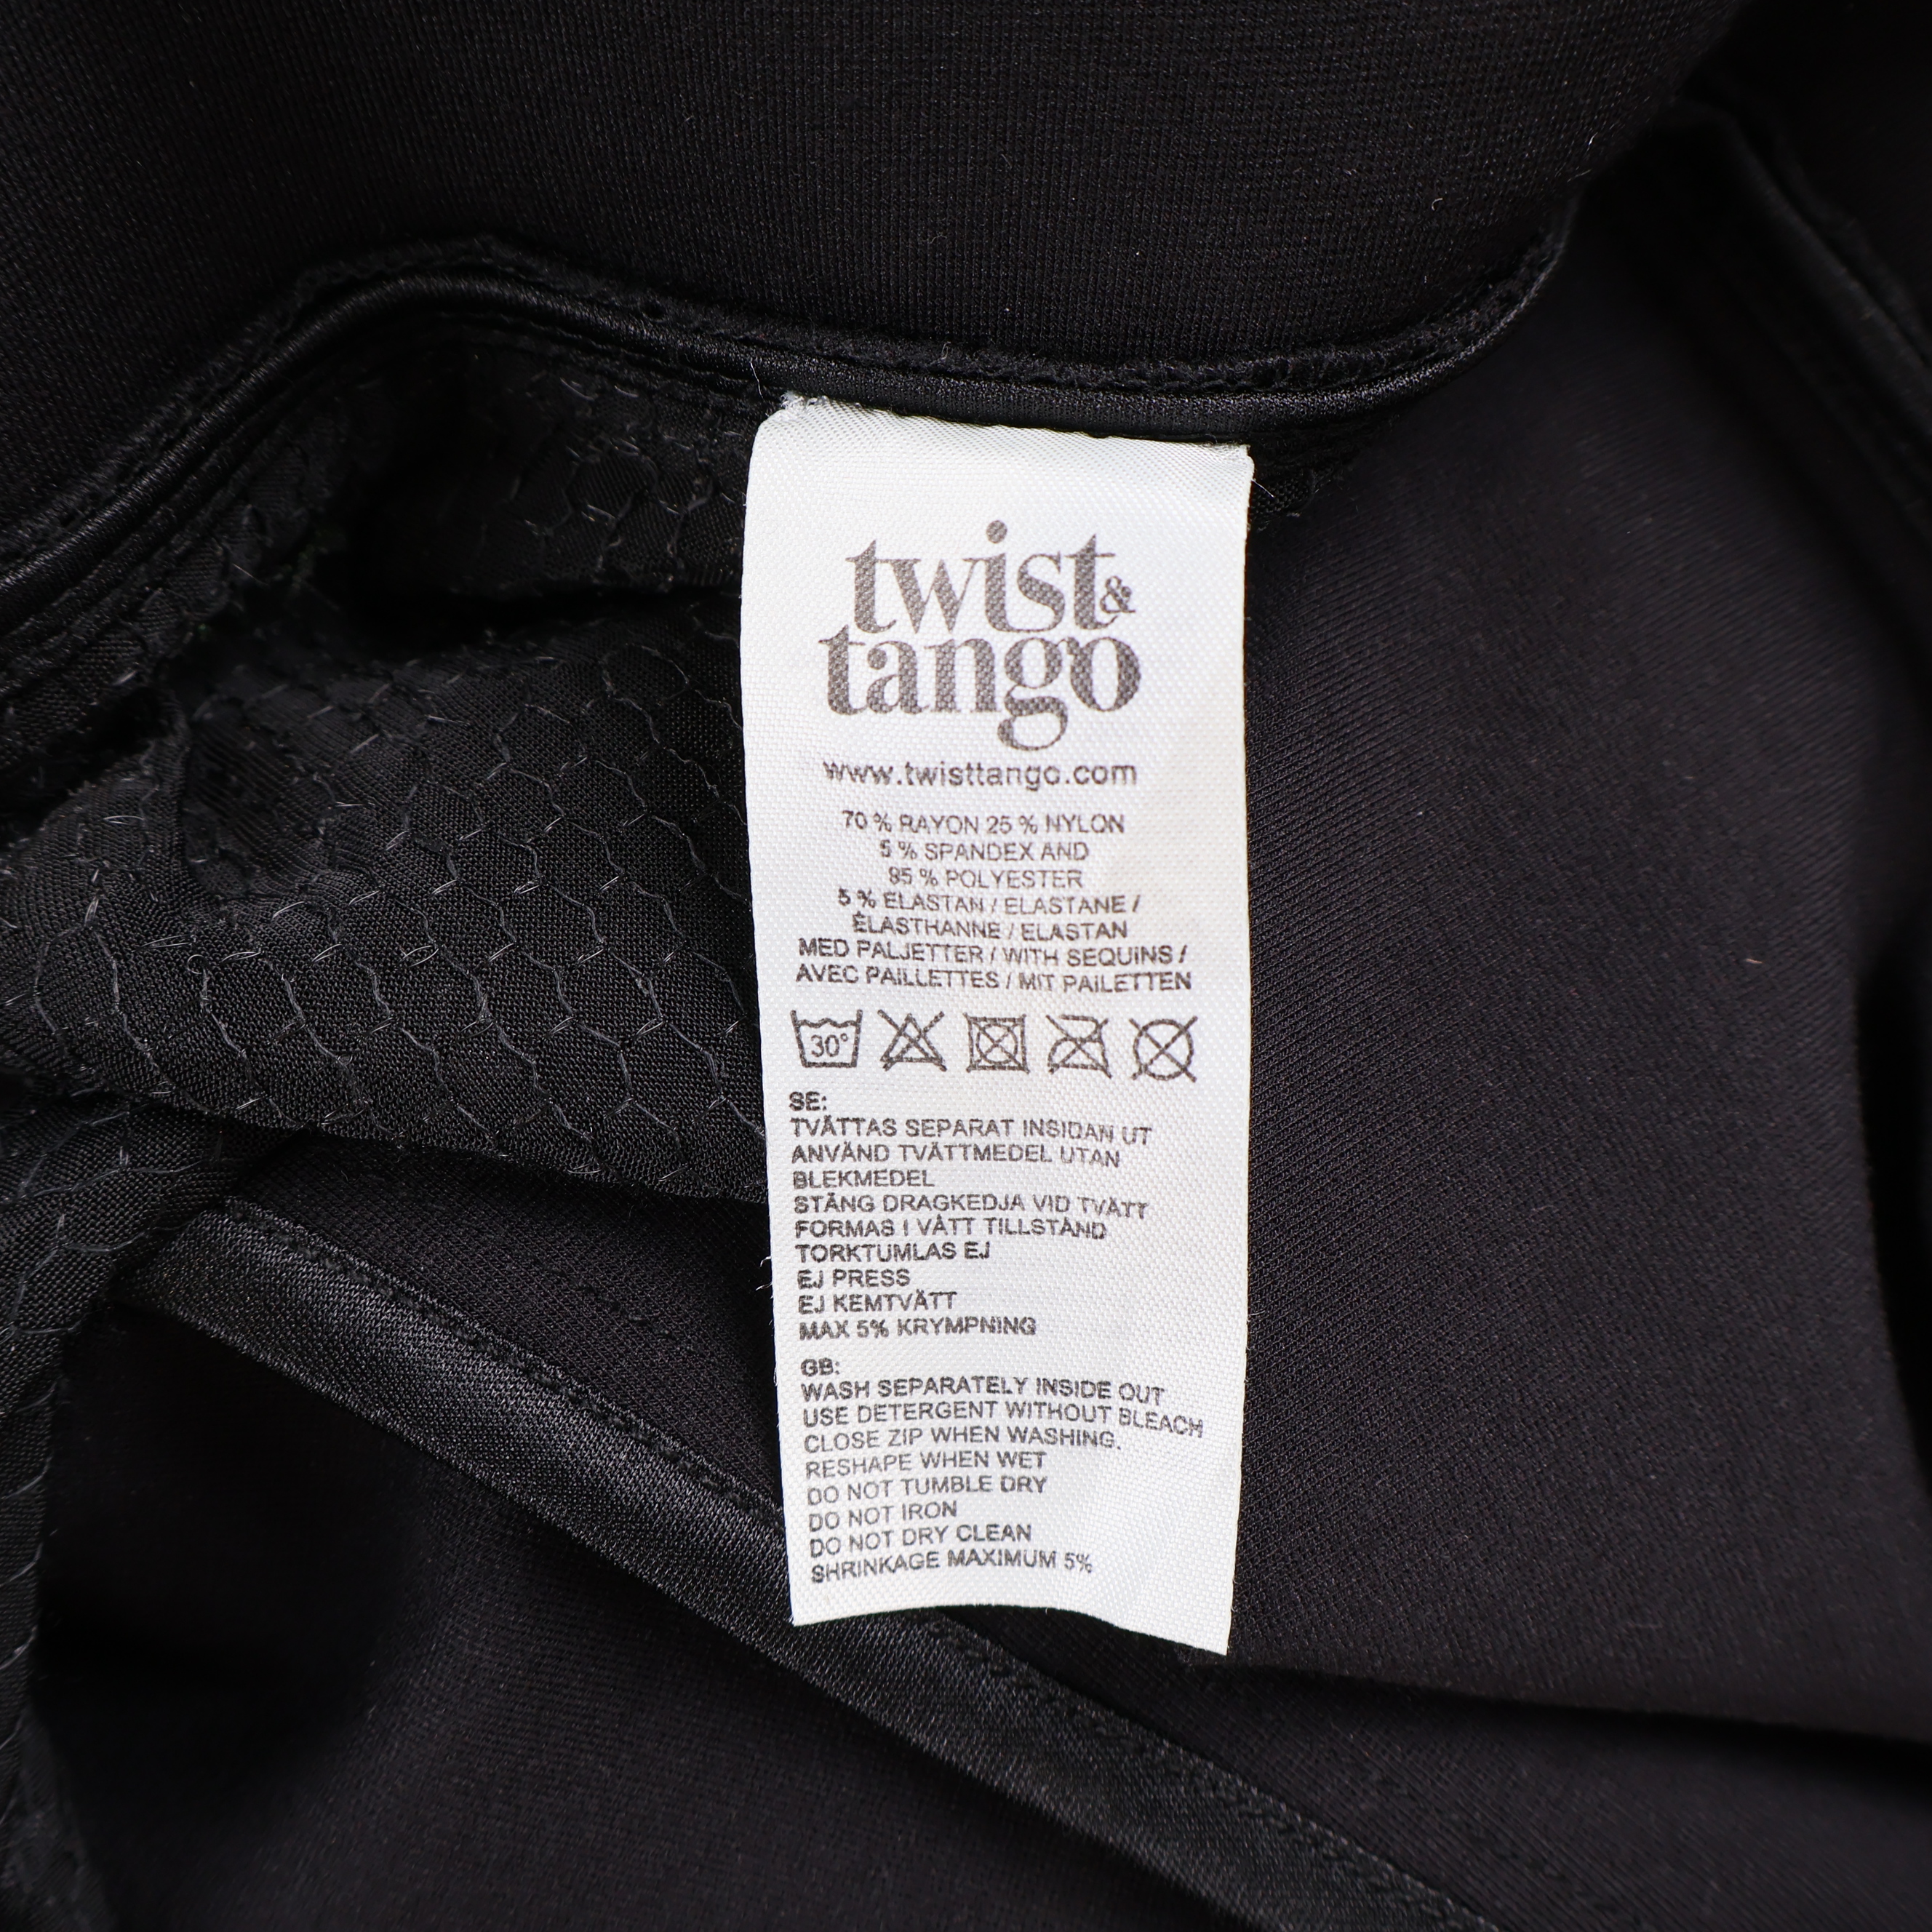 twist &
tango
www.twisttango.com
70 % RAYON 25 % NYLON
5 % SPANDEX AND
95 % POLYESTER
5 % ELASTAN / ELASTANE /
ÉLASTHANNE / ELASTAN
MED PALJETTER / WITH SEQUINS /
AVEC PAILLETTES / MIT PAILETTEN
30°
SE:
TVÄTTAS SEPARAT INSIDAN UT
ANVÄND TVÄTTMEDEL UTAN
BLEKMEDEL
STÄNG DRAGKEDJA VID TVÄTT
FORMAS I VÅTT TILLSTÅND
TORKTUMLAS EJ
EJ PRESS
EJ KEMTVÄTT
MAX 5% KRYMPNING
GB:
WASH SEPARATELY INSIDE OUT
USE DETERGENT WITHOUT BLEACH
CLOSE ZIP WHEN WASHING.
RESHAPE WHEN WET
DO NOT TUMBLE DRY
DO NOT IRON
DO NOT DRY CLEAN
SHRINKAGE MAXIMUM 5%